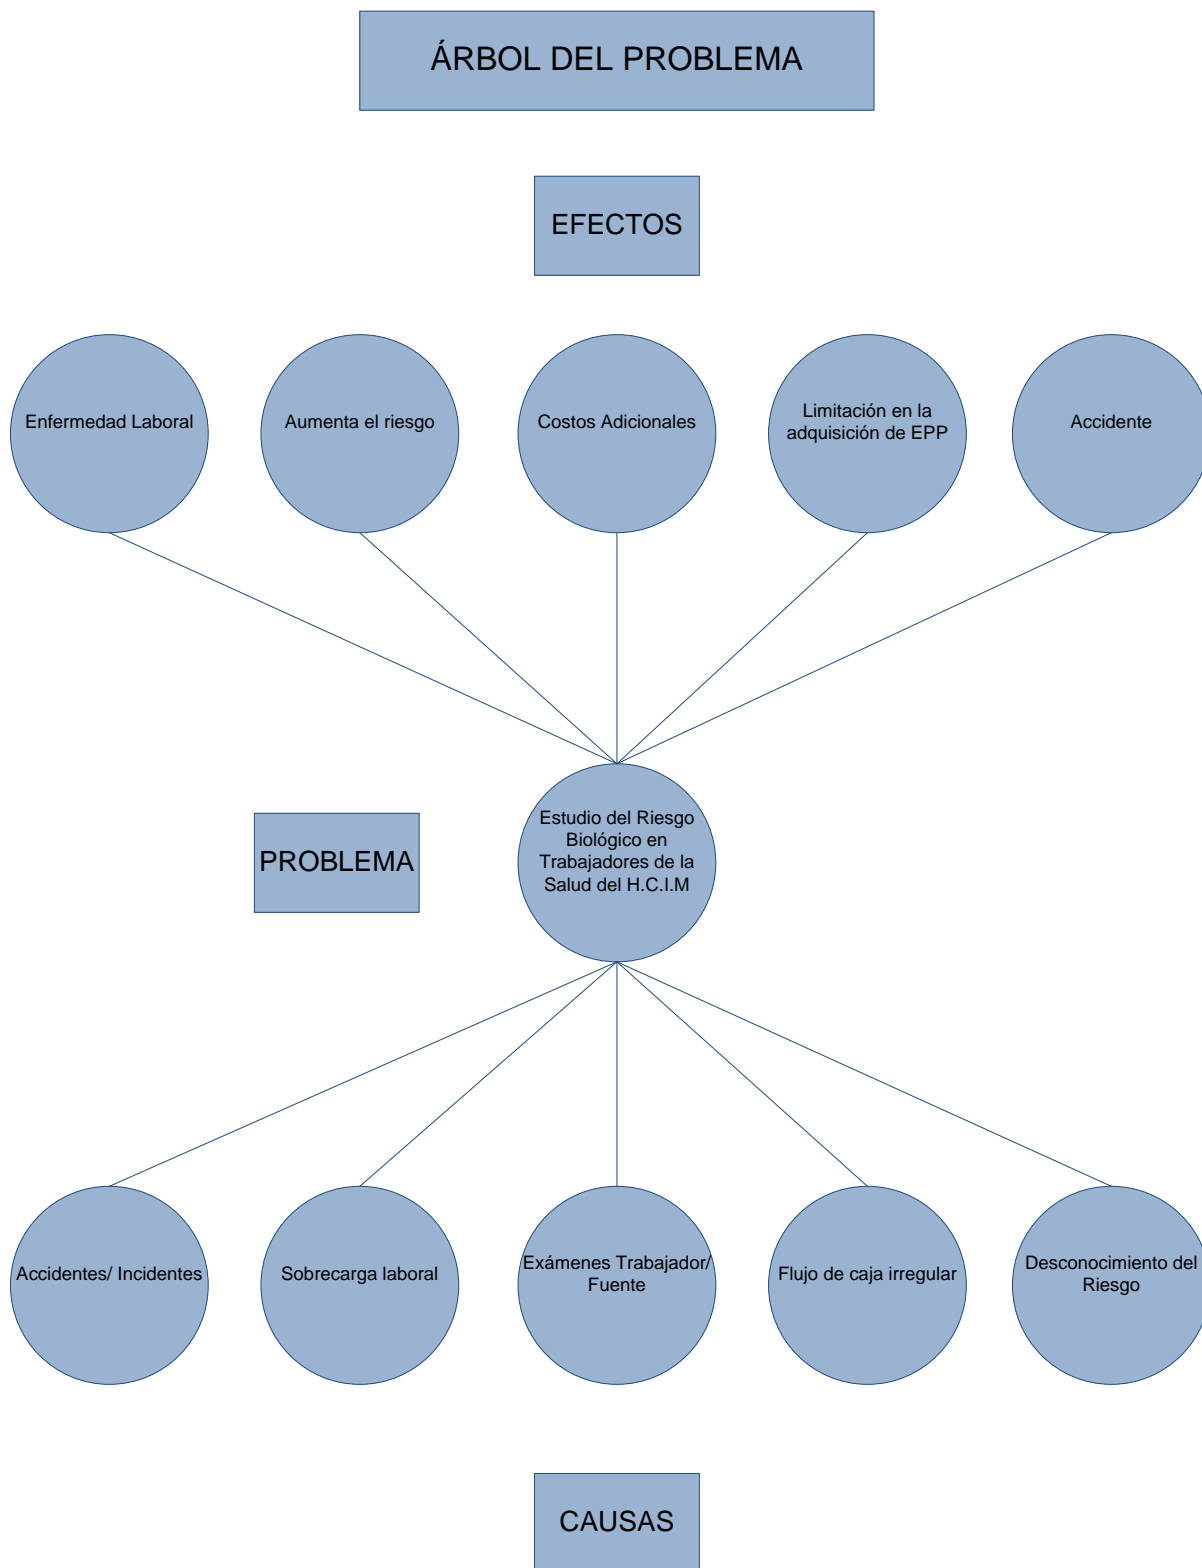 ÁRBOL DEL PROBLEMA
EFECTOS
Enfermedad Laboral
Aumenta el riesgo
Costos Adicionales
Limitación en la
adquisición de EPP
Accidente
PROBLEMA
Estudio del Riesgo
Biológico en
Trabajadores de la
Salud del H.C.I.M
Accidentes/ Incidentes
Sobrecarga laboral
Exámenes Trabajador/
Fuente
Flujo de caja irregular
Desconocimiento del
Riesgo
CAUSAS